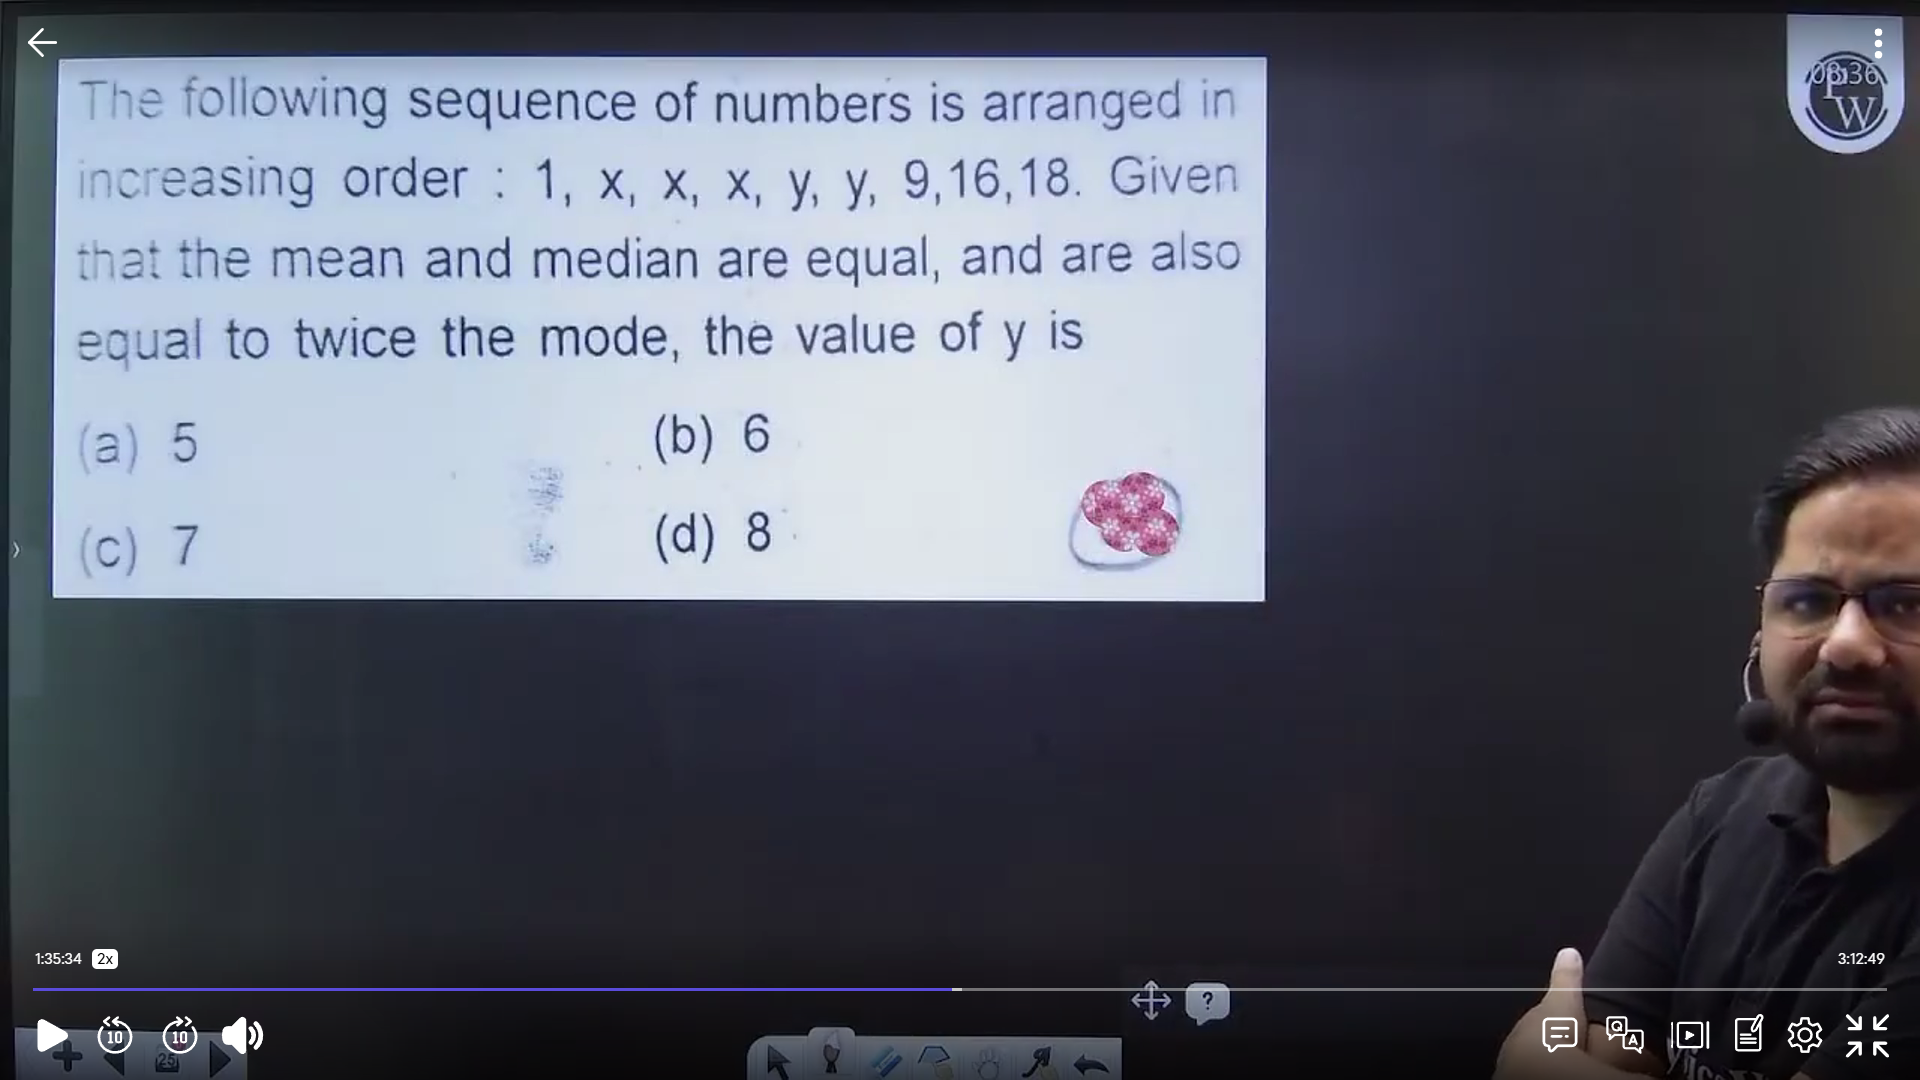 The following sequence of numbers is arranged in
increasing order : 1, x, x, x, y, y, 9,16,18. Given
that the mean and median are equal, and are also
equal to twice the mode, the value of y is
(a) 5
(b) 6
(c) 7
(d) 8
PW
1:35:34 2x
3:12:49
?
10 10
Q A
25